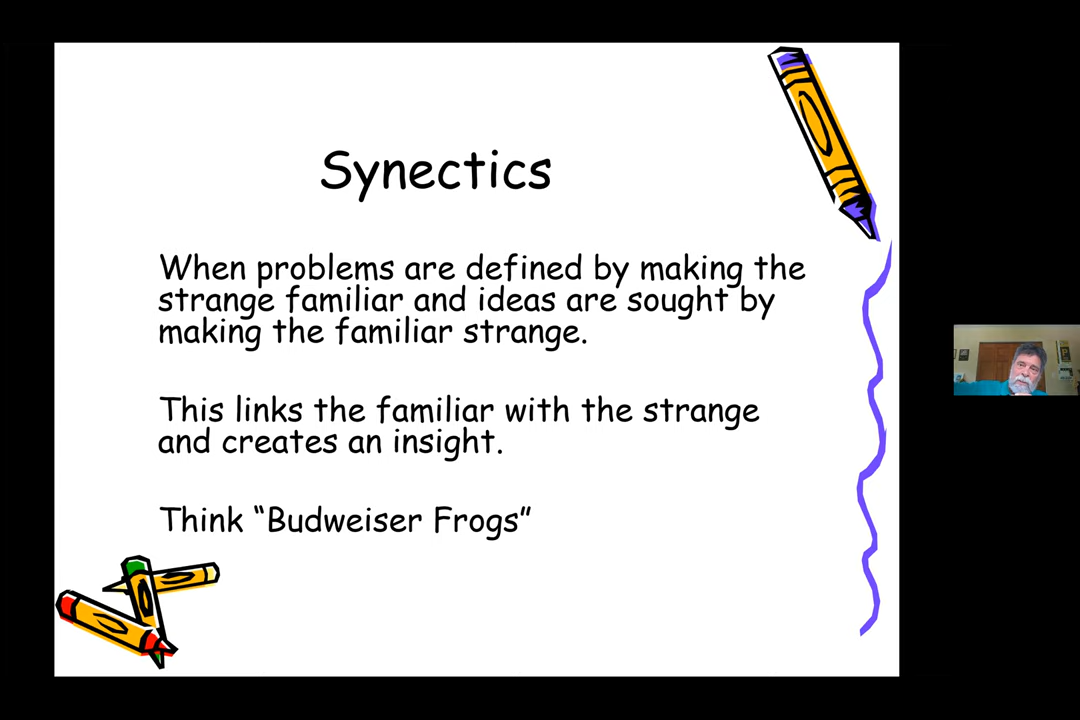 Synectics
When problems are defined by making the
strange familiar and ideas are sought by
making the familiar strange.
This links the familiar with the strange
and creates an insight.
Think “Budweiser Frogs”